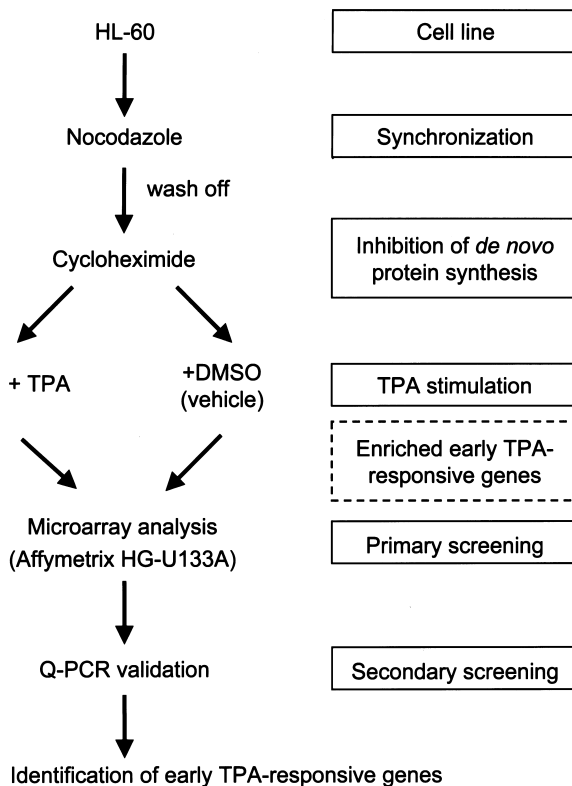 HL-60
Cell line
Nocodazole
Synchronization
wash off
Cycloheximide
Inhibition of de novo
protein synthesis
+ TPA
+DMSO
(vehicle)
TPA stimulation
Enriched early TPA-
responsive genes
Microarray analysis
(Affymetrix HG-U133A)
Primary screening
Q-PCR validation
Secondary screening
Identification of early TPA-responsive genes